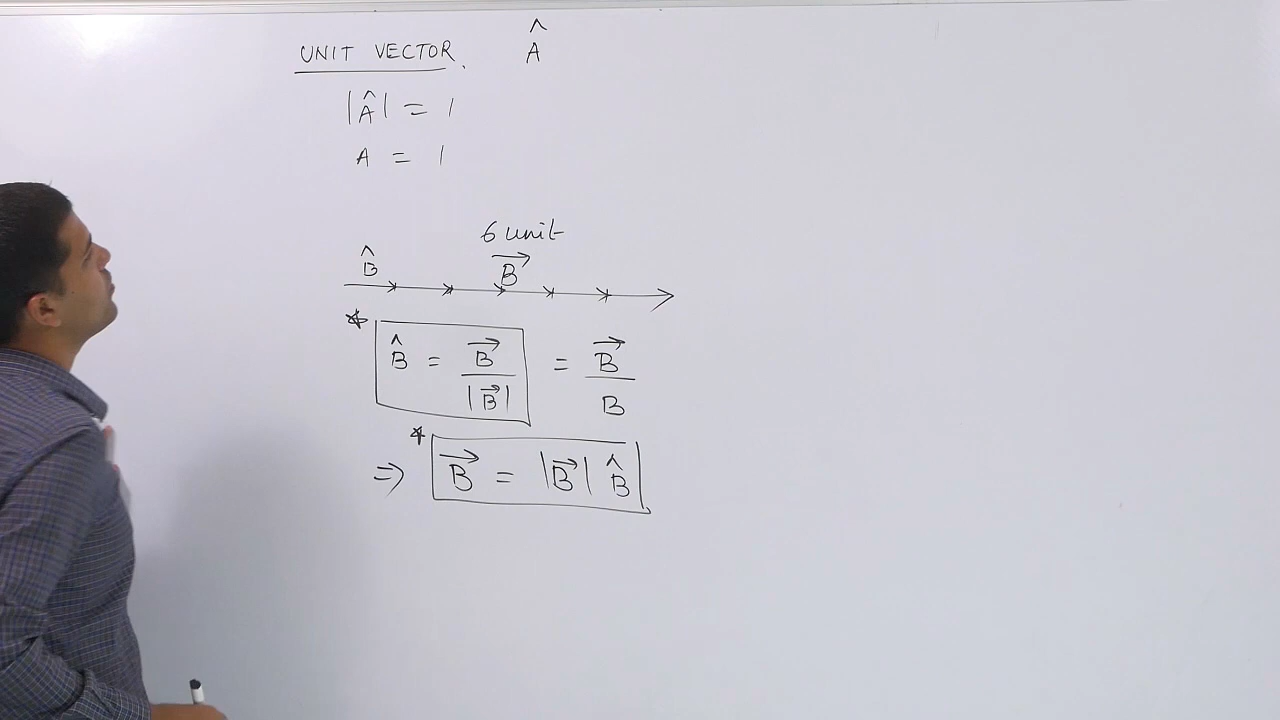 UNIT VECTOR. Â
|Â| = 1
A = 1
6 unit
B̂ B⃗
* B̂ = B⃗ / |B⃗| = B⃗ / B
⇒ * B⃗ = |B⃗| B̂